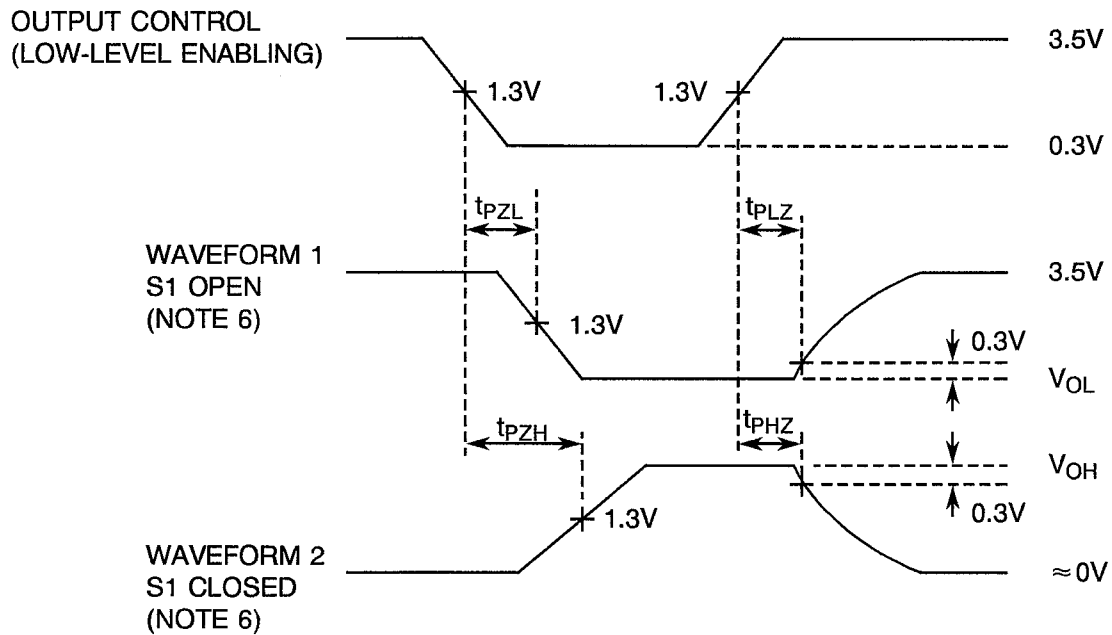 OUTPUT CONTROL
(LOW-LEVEL ENABLING)
3.5V
1.3V
1.3V
0.3V
tPZL
tPLZ
WAVEFORM 1
S1 OPEN
(NOTE 6)
3.5V
1.3V
0.3V
VOL
tPZH
tPHZ
VOH
1.3V
0.3V
WAVEFORM 2
S1 CLOSED
(NOTE 6)
≈0V